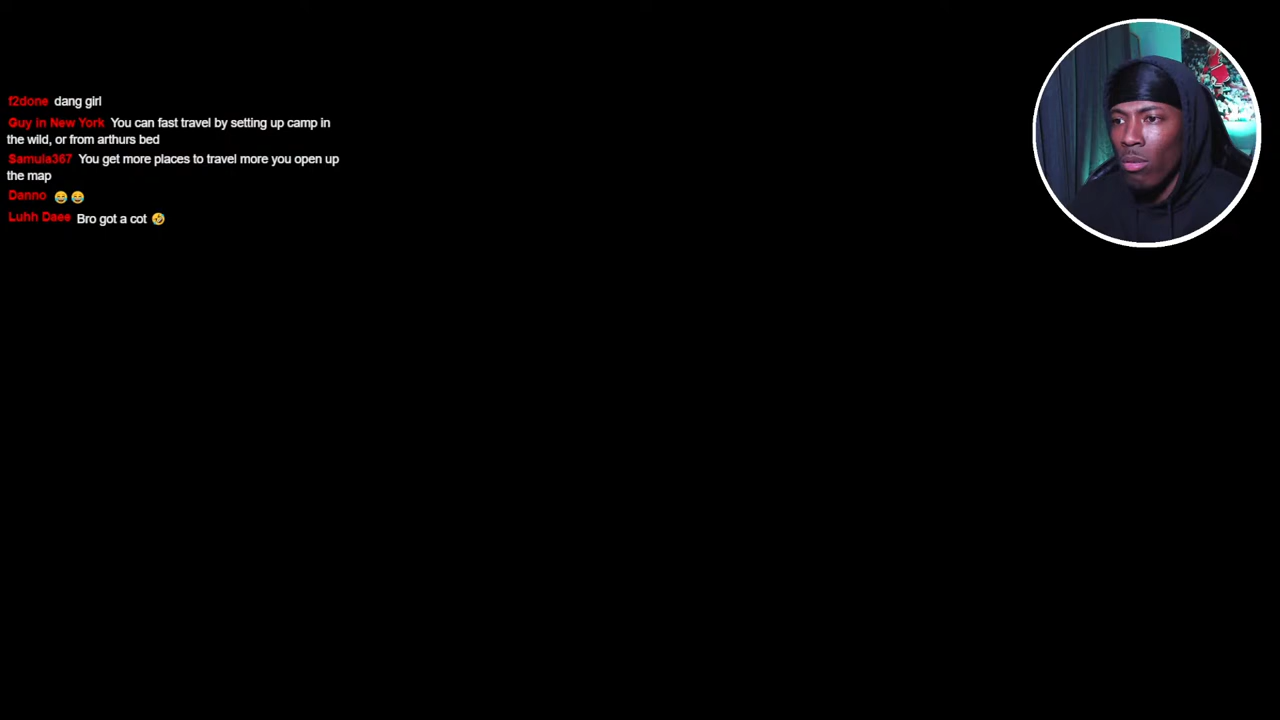 f2done dang girl
Guy in New York You can fast travel by setting up camp in
the wild, or from arthurs bed
Samula367 You get more places to travel more you open up
the map
Danno 😂 😂
Luhh Daee Bro got a cot 🤣